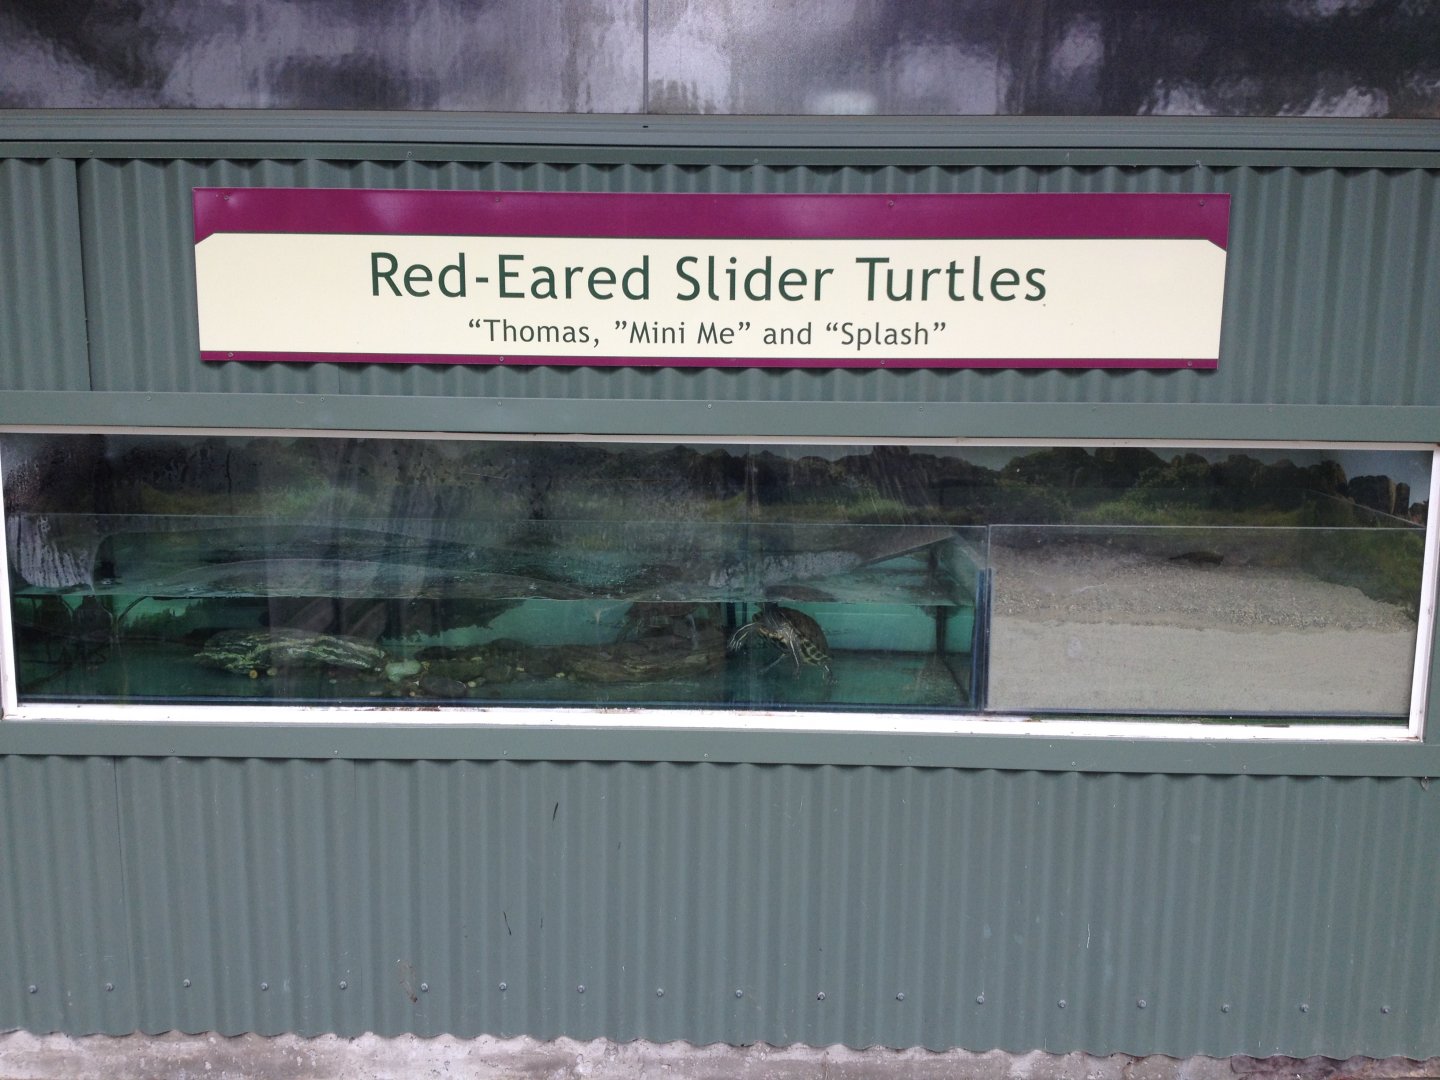 Red-Eared Slider Turtles
“Thomas, ”Mini Me” and “Splash”